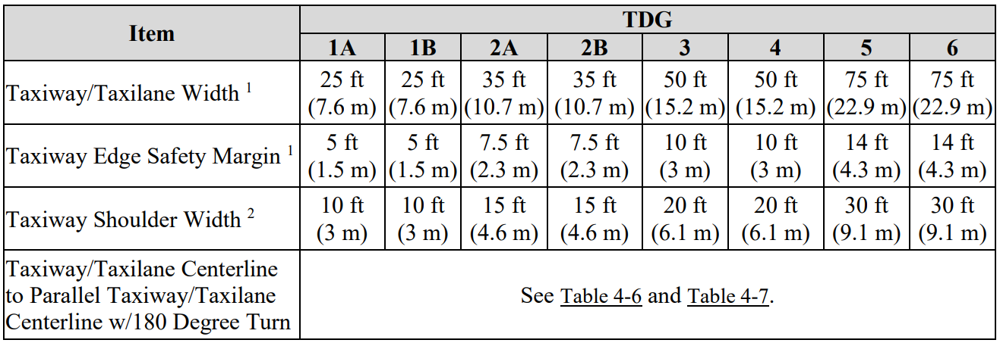 Item TDG
1A 1B 2A 2B 3 4 5 6
Taxiway/Taxilane Width 1 25 ft 25 ft 35 ft 35 ft 50 ft 50 ft 75 ft 75 ft
(7.6 m) (7.6 m) (10.7 m) (10.7 m) (15.2 m) (15.2 m) (22.9 m) (22.9 m)
Taxiway Edge Safety Margin 1 5 ft 5 ft 7.5 ft 7.5 ft 10 ft 10 ft 14 ft 14 ft
(1.5 m) (1.5 m) (2.3 m) (2.3 m) (3 m) (3 m) (4.3 m) (4.3 m)
Taxiway Shoulder Width 2 10 ft 10 ft 15 ft 15 ft 20 ft 20 ft 30 ft 30 ft
(3 m) (3 m) (4.6 m) (4.6 m) (6.1 m) (6.1 m) (9.1 m) (9.1 m)
Taxiway/Taxilane Centerline
to Parallel Taxiway/Taxilane
Centerline w/180 Degree Turn
See Table 4-6 and Table 4-7.